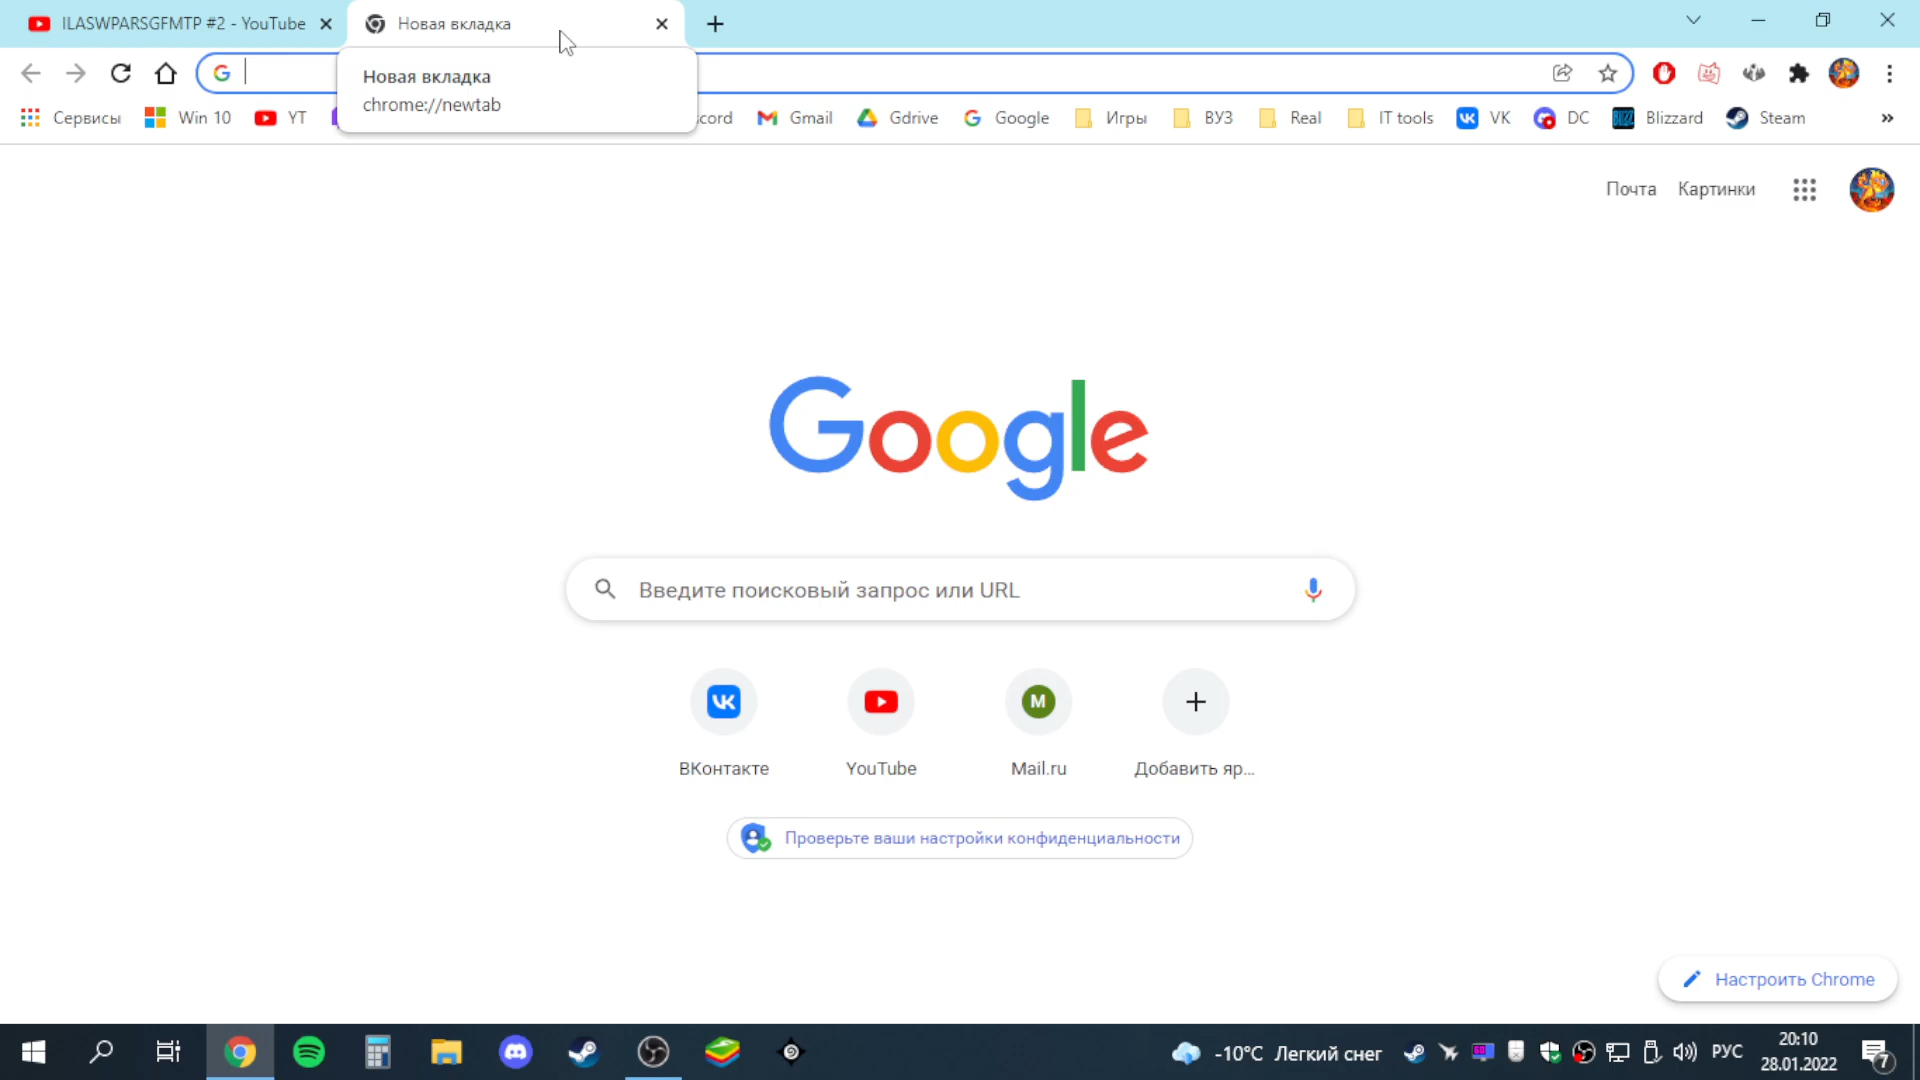 ILASWPARSGFMTP #2 - YouTube
Новая вкладка
Новая вкладка
chrome://newtab
Сервисы Win 10 YT cord Gmail Gdrive Google Игры ВУЗ Real IT tools VK DC Blizzard Steam »
Почта Картинки
Google
Введите поисковый запрос или URL
ВКонтакте YouTube Mail.ru Добавить яр...
Проверьте ваши настройки конфиденциальности
Настроить Chrome
-10°C Легкий снег
РУС
20:10
28.01.2022
7